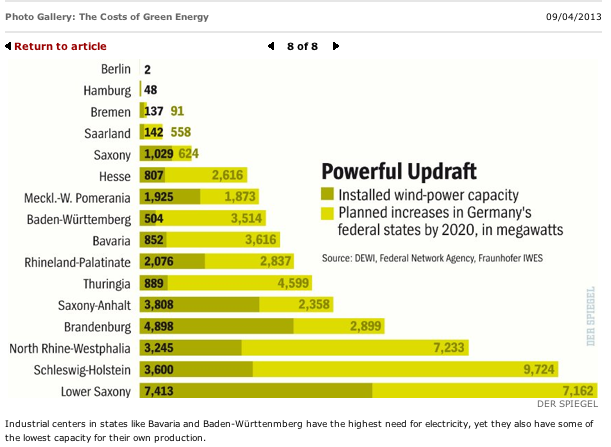 Photo Gallery: The Costs of Green Energy 09/04/2013
Return to article 8 of 8
Berlin 2
Hamburg 48
Bremen 137 91
Saarland 142 558
Saxony 1,029 624
Hesse 807 2,616
Meckl.-W. Pomerania 1,925 1,873
Baden-Württemberg 504 3,514
Bavaria 852 3,616
Rhineland-Palatinate 2,076 2,837
Thuringia 889 4,599
Saxony-Anhalt 3,808 2,358
Brandenburg 4,898 2,899
North Rhine-Westphalia 3,245 7,233
Schleswig-Holstein 3,600 9,724
Lower Saxony 7,413 7,162
Powerful Updraft
Installed wind-power capacity
Planned increases in Germany's
federal states by 2020, in megawatts
Source: DEWI, Federal Network Agency, Fraunhofer IWES
DER SPIEGEL
DER SPIEGEL
Industrial centers in states like Bavaria and Baden-Württenmberg have the highest need for electricity, yet they also have some of
the lowest capacity for their own production.